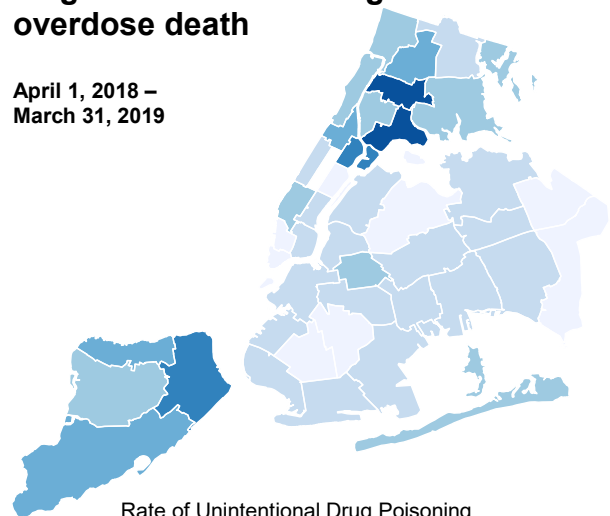 overdose death
April 1, 2018 –
March 31, 2019
Rate of Unintentional Drug Poisoning